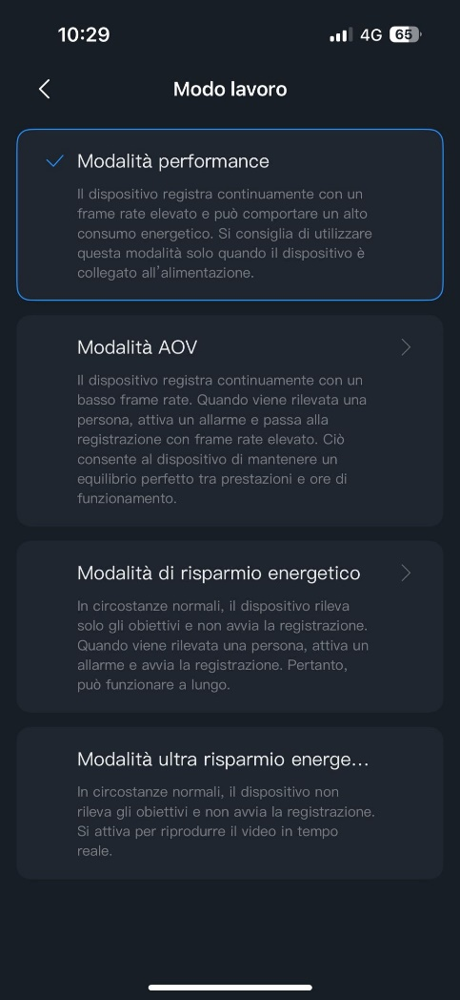 10:29
4G
65
Modo lavoro
Modalità performance
Il dispositivo registra continuamente con un
frame rate elevato e può comportare un alto
consumo energetico. Si consiglia di utilizzare
questa modalità solo quando il dispositivo è
collegato all'alimentazione.
Modalità AOV
Il dispositivo registra continuamente con un
basso frame rate. Quando viene rilevata una
persona, attiva un allarme e passa alla
registrazione con frame rate elevato. Ciò
consente al dispositivo di mantenere un
equilibrio perfetto tra prestazioni e ore di
funzionamento.
Modalità di risparmio energetico
In circostanze normali, il dispositivo rileva
solo gli obiettivi e non avvia la registrazione.
Quando viene rilevata una persona, attiva un
allarme e avvia la registrazione. Pertanto,
può funzionare a lungo.
Modalità ultra risparmio energe...
In circostanze normali, il dispositivo non
rileva gli obiettivi e non avvia la registrazione.
Si attiva per riprodurre il video in tempo
reale.